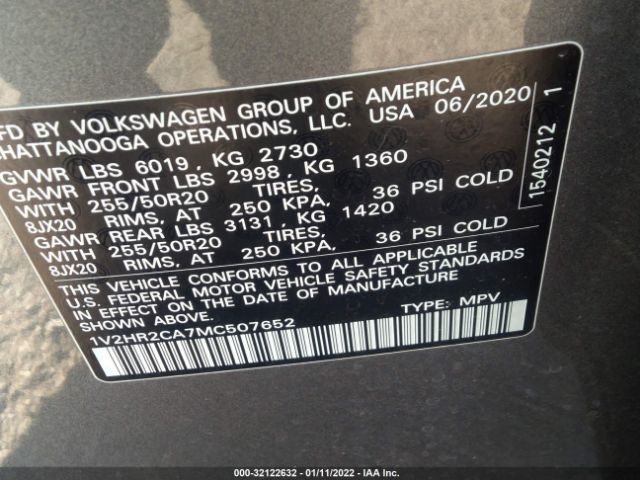 MFD BY VOLKSWAGEN GROUP OF AMERICA
CHATTANOOGA OPERATIONS, LLC. USA 06/2020
GVWR LBS 6019, KG 2730
GAWR FRONT LBS 2998, KG 1360
WITH 255/50R20 TIRES,
8JX20 RIMS, AT 250 KPA, 36 PSI COLD
GAWR REAR LBS 3131, KG 1420
WITH 255/50R20 TIRES,
8JX20 RIMS, AT 250 KPA, 36 PSI COLD
THIS VEHICLE CONFORMS TO ALL APPLICABLE
U.S. FEDERAL MOTOR VEHICLE SAFETY STANDARDS
IN EFFECT ON THE DATE OF MANUFACTURE
SHOWN ABOVE.
1V2HR2CA7MC507652 TYPE: MPV
1540212 1
000-32122632 - 01/11/2022 - IAA Inc.